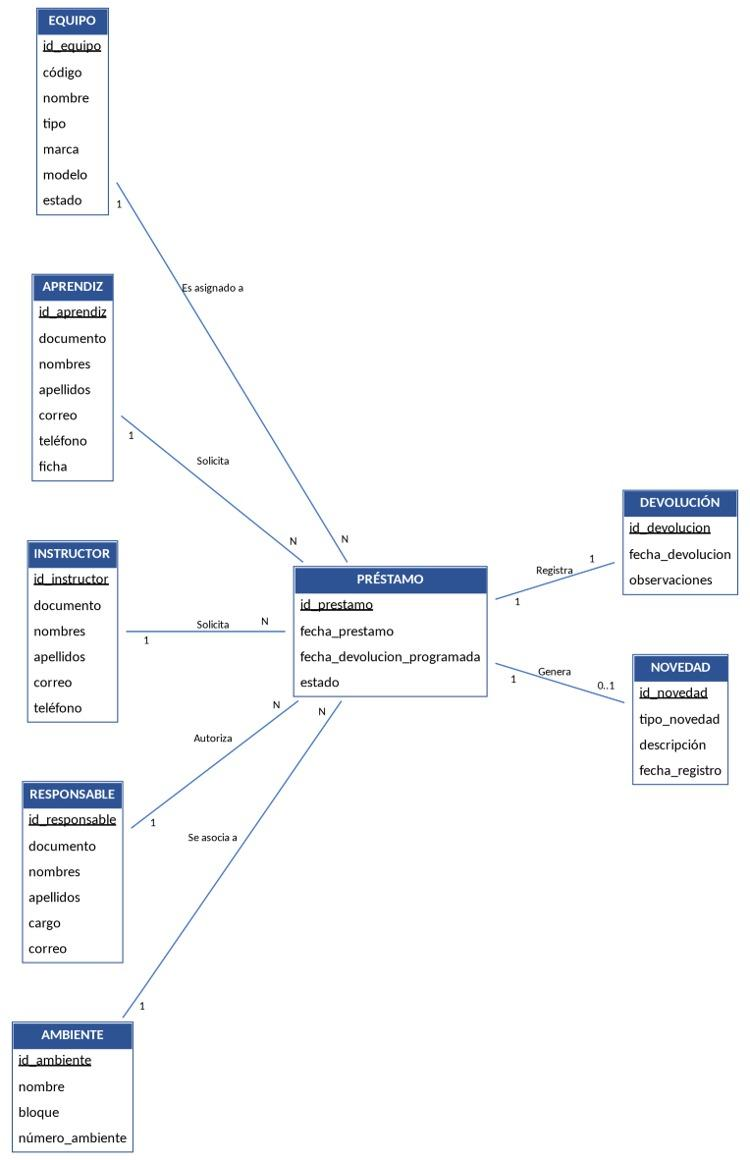 EQUIPO
id_equipo
código
nombre
tipo
marca
modelo
estado
1
Es asignado a
N
APRENDIZ
id_aprendiz
documento
nombres
apellidos
correo
teléfono
ficha
1
Solicita
N
INSTRUCTOR
id_instructor
documento
nombres
apellidos
correo
teléfono
1
Solicita
N
RESPONSABLE
id_responsable
documento
nombres
apellidos
cargo
correo
1
Autoriza
N
AMBIENTE
id_ambiente
nombre
bloque
número_ambiente
1
Se asocia a
N
PRÉSTAMO
id_prestamo
fecha_prestamo
fecha_devolucion_programada
estado
1
Registra
1
DEVOLUCIÓN
id_devolucion
fecha_devolucion
observaciones
1
Genera
0..1
NOVEDAD
id_novedad
tipo_novedad
descripción
fecha_registro